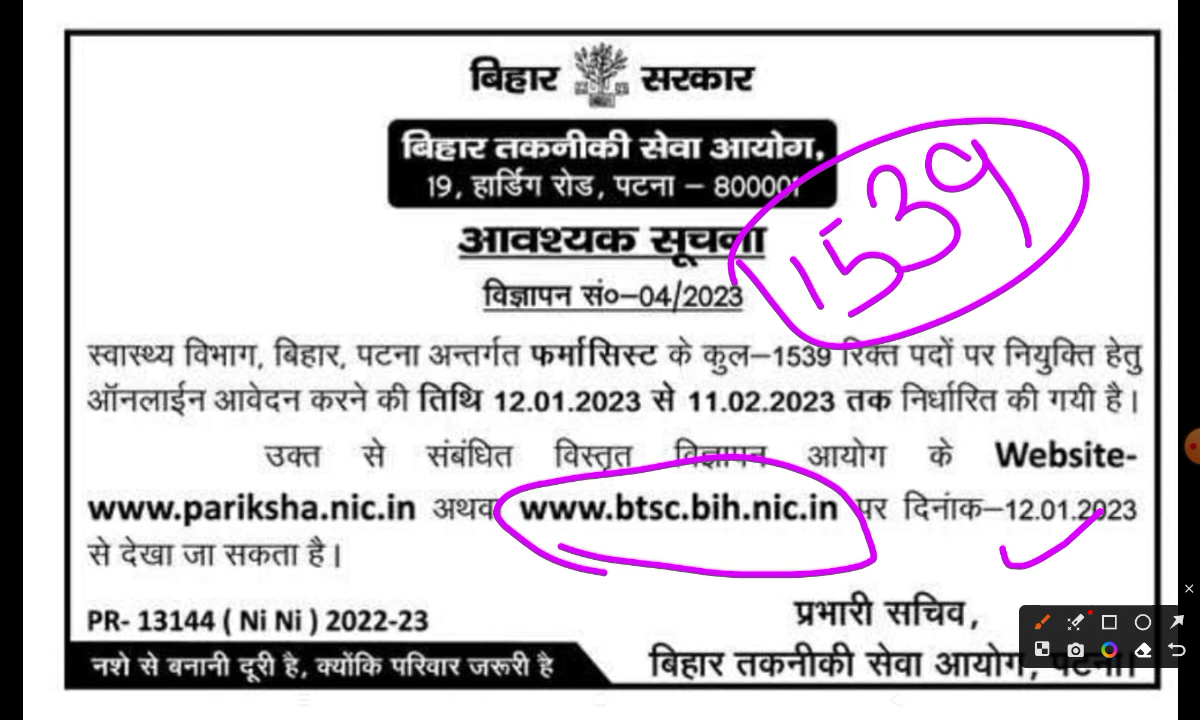 बिहार सरकार
बिहार तकनीकी सेवा आयोग,
19, हार्डिंग रोड, पटना – 800001
आवश्यक सूचना
1539
विज्ञापन सं०–04/2023
स्वास्थ्य विभाग, बिहार, पटना अन्तर्गत फर्मासिस्ट के कुल–1539 रिक्त पदों पर नियुक्ति हेतु
ऑनलाईन आवेदन करने की तिथि 12.01.2023 से 11.02.2023 तक निर्धारित की गयी है।
उक्त से संबंधित विस्तृत विज्ञापन आयोग के Website-
www.pariksha.nic.in अथवा www.btsc.bih.nic.in पर दिनांक–12.01.2023
से देखा जा सकता है।
PR- 13144 ( Ni Ni ) 2022-23
प्रभारी सचिव,
नशे से बनानी दूरी है, क्योंकि परिवार जरूरी है
बिहार तकनीकी सेवा आयोग, पटना।